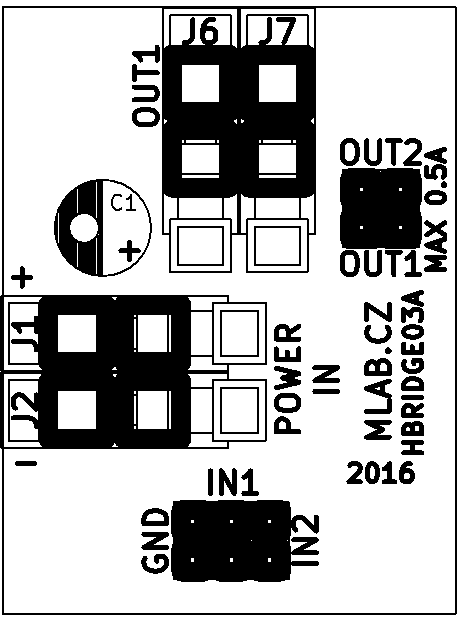 J6 J7
OUT1
OUT2
MAX 0.5A
OUT1
C1
+
+
J1
J2
-
POWER
IN
MLAB.CZ
HBRIDGE03A
2016
IN1
GND
IN2